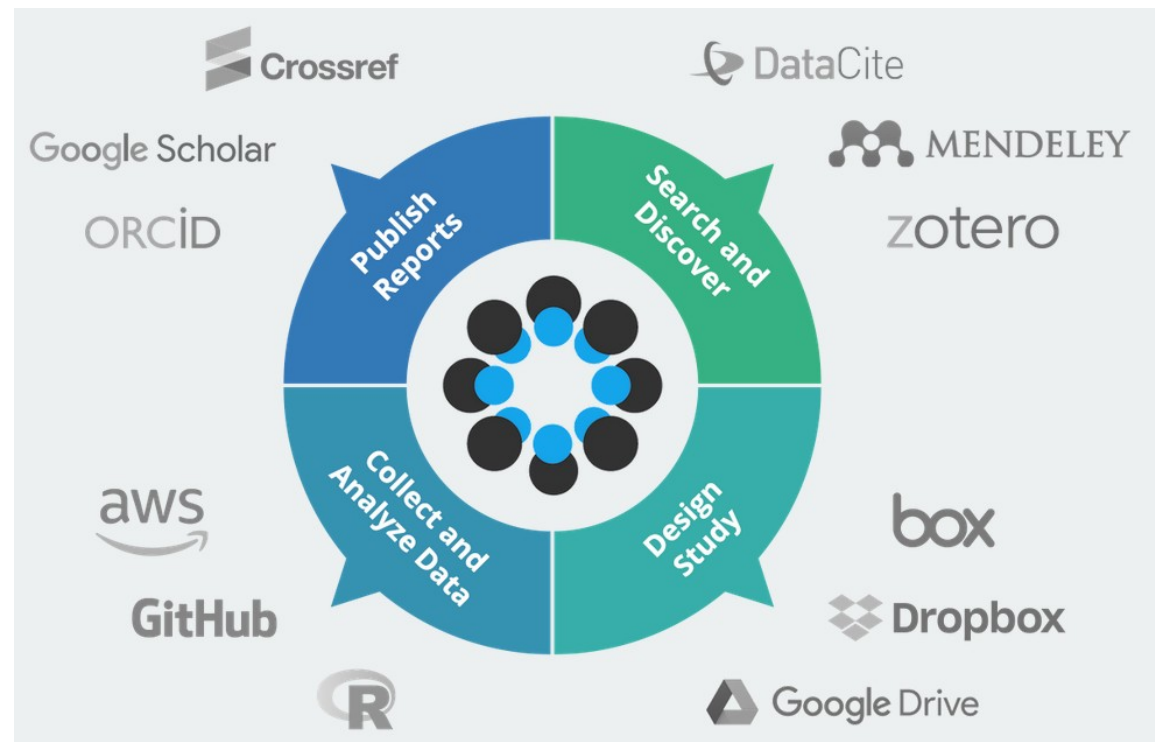 Crossref
DataCite
Google Scholar
MENDELEY
ORCID
zotero
Publish
Reports
Search and
Discover
Collect and
Analyze Data
Design
Study
aws
box
GitHub
Dropbox
R
Google Drive